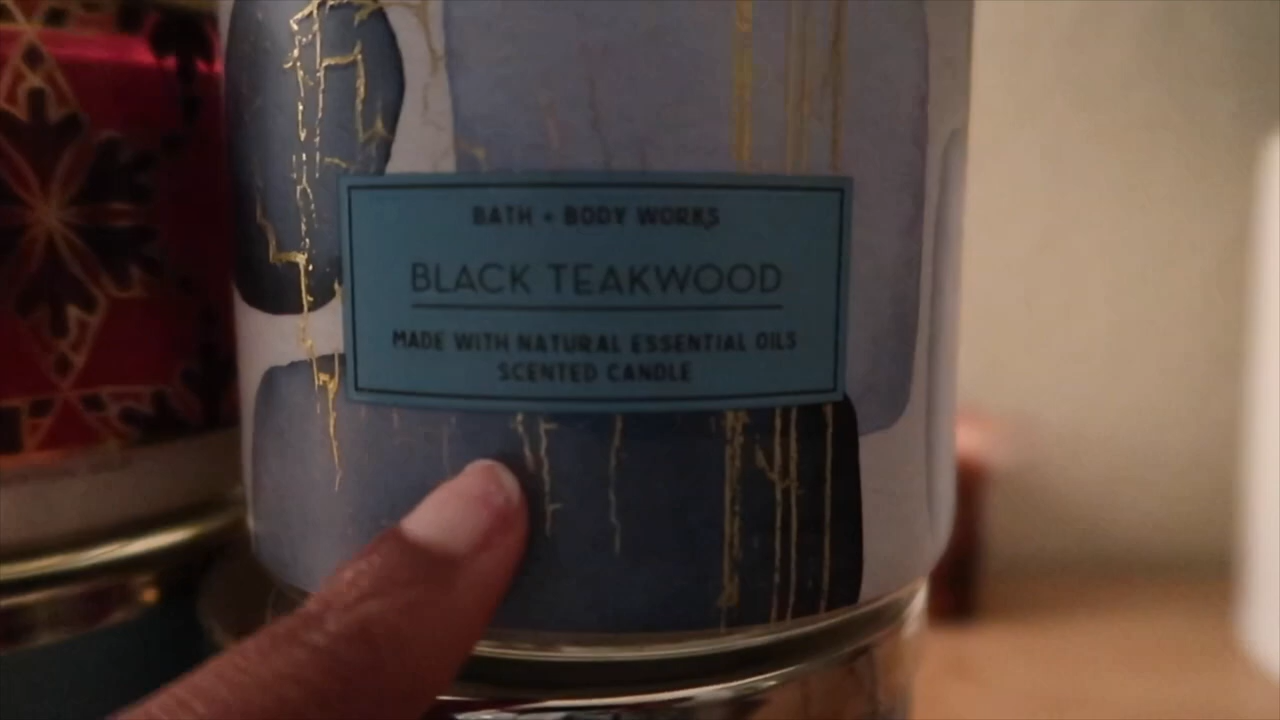 BATH + BODY WORKS
BLACK TEAKWOOD
MADE WITH NATURAL ESSENTIAL OILS
SCENTED CANDLE